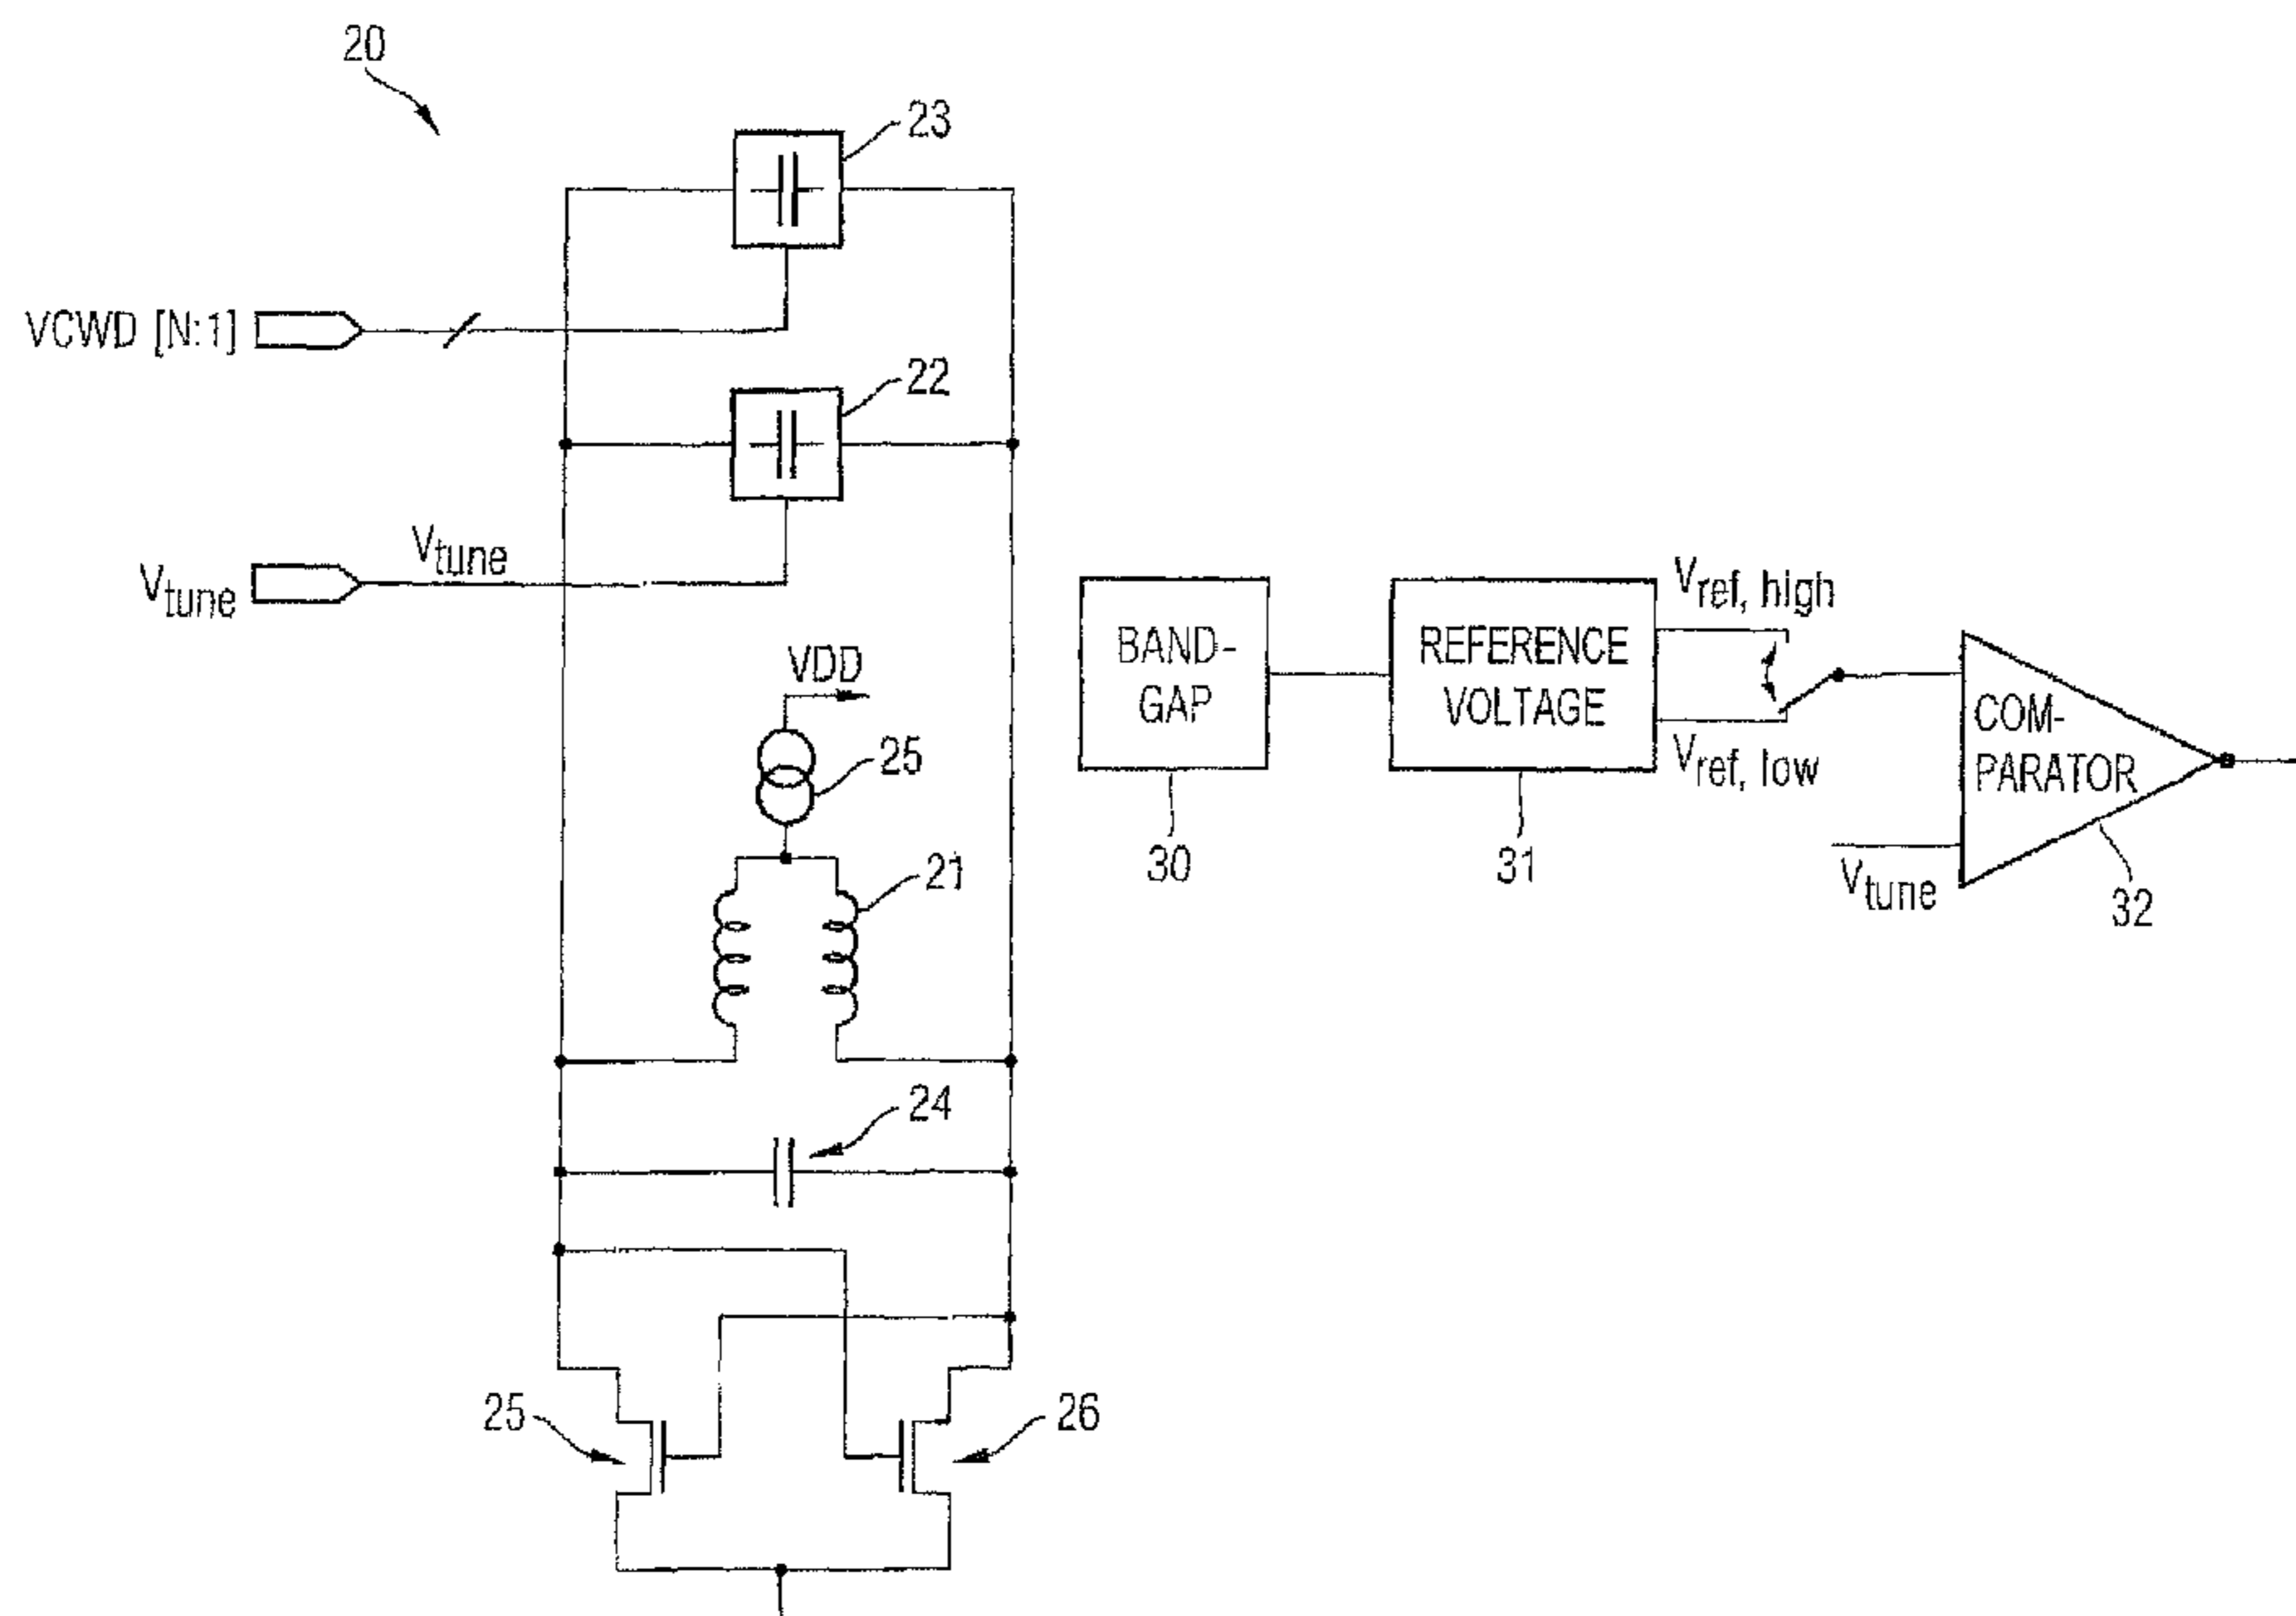 20
23
VCWD [N:1]
22
Vtune
Vtune
VDD
25
21
24
25
26
BAND-
GAP
30
REFERENCE
VOLTAGE
31
Vref, high
Vref, low
COM-
PARATOR
Vtune
32